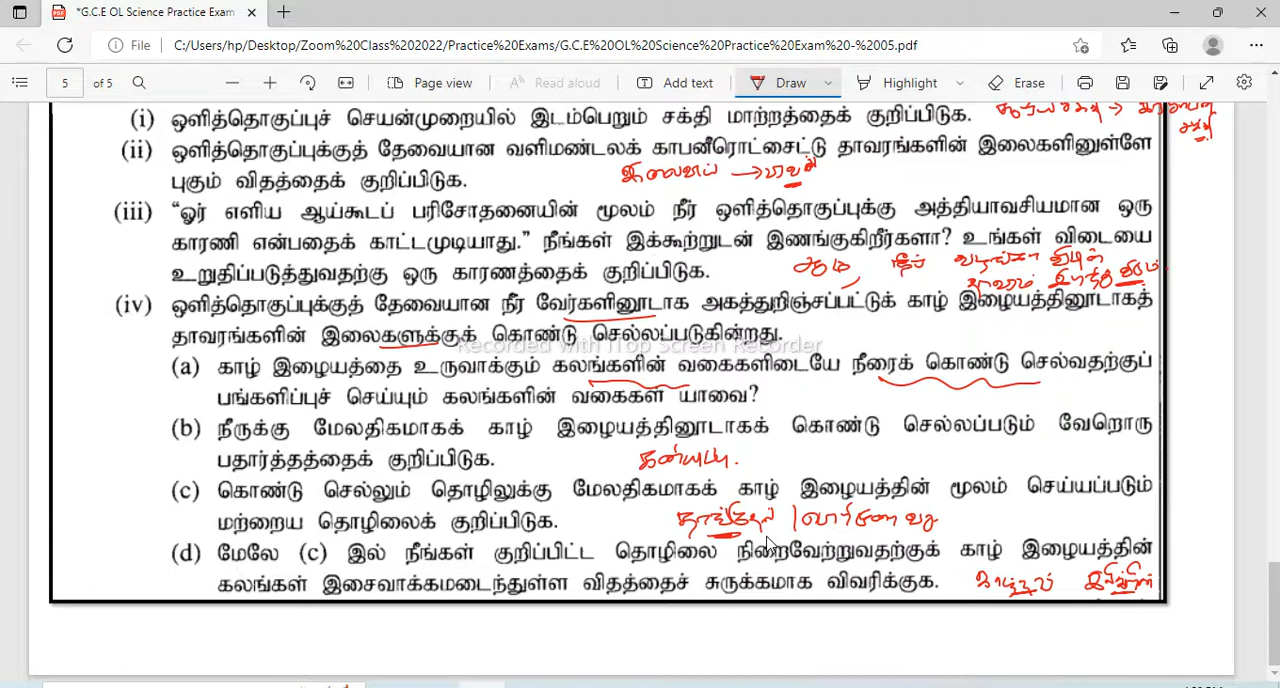 *G.C.E OL Science Practice Exam
File C:/Users/hp/Desktop/Zoom%20Class%202022/Practice%20Exams/G.C.E%20OL%20Science%20Practice%20Exam%20-%2005.pdf
5 of 5 Page view Read aloud Add text Draw Highlight Erase
(i) ஒளித்தொகுப்புச் செயன்முறையில் இடம்பெறும் சக்தி மாற்றத்தைக் குறிப்பிடுக.
(ii) ஒளித்தொகுப்புக்குத் தேவையான வளிமண்டலக் காபனீரொட்சைட்டு தாவரங்களின் இலைகளினுள்ளே
புகும் விதத்தைக் குறிப்பிடுக.
(iii) “ஓர் எளிய ஆய்கூடப் பரிசோதனையின் மூலம் நீர் ஒளித்தொகுப்புக்கு அத்தியாவசியமான ஒரு
காரணி என்பதைக் காட்டமுடியாது.” நீங்கள் இக்கூற்றுடன் இணங்குகிறீர்களா? உங்கள் விடையை
உறுதிப்படுத்துவதற்கு ஒரு காரணத்தைக் குறிப்பிடுக.
(iv) ஒளித்தொகுப்புக்குத் தேவையான நீர் வேர்களினூடாக அகத்துறிஞ்சப்பட்டுக் காழ் இழையத்தினூடாகத்
தாவரங்களின் இலைகளுக்குக் கொண்டு செல்லப்படுகின்றது.
Recorded with iTop Screen Recorder
(a) காழ் இழையத்தை உருவாக்கும் கலங்களின் வகைகளிடையே நீரைக் கொண்டு செல்வதற்குப்
பங்களிப்புச் செய்யும் கலங்களின் வகைகள் யாவை?
(b) நீருக்கு மேலதிகமாகக் காழ் இழையத்தினூடாகக் கொண்டு செல்லப்படும் வேறொரு
பதார்த்தத்தைக் குறிப்பிடுக. கனியுப்பு.
(c) கொண்டு செல்லும் தொழிலுக்கு மேலதிகமாகக் காழ் இழையத்தின் மூலம் செய்யப்படும்
மற்றைய தொழிலைக் குறிப்பிடுக. தாங்குதல்
(d) மேலே (c) இல் நீங்கள் குறிப்பிட்ட தொழிலை நிறைவேற்றுவதற்குக் காழ் இழையத்தின்
கலங்கள் இசைவாக்கமடைந்துள்ள விதத்தைச் சுருக்கமாக விவரிக்குக.